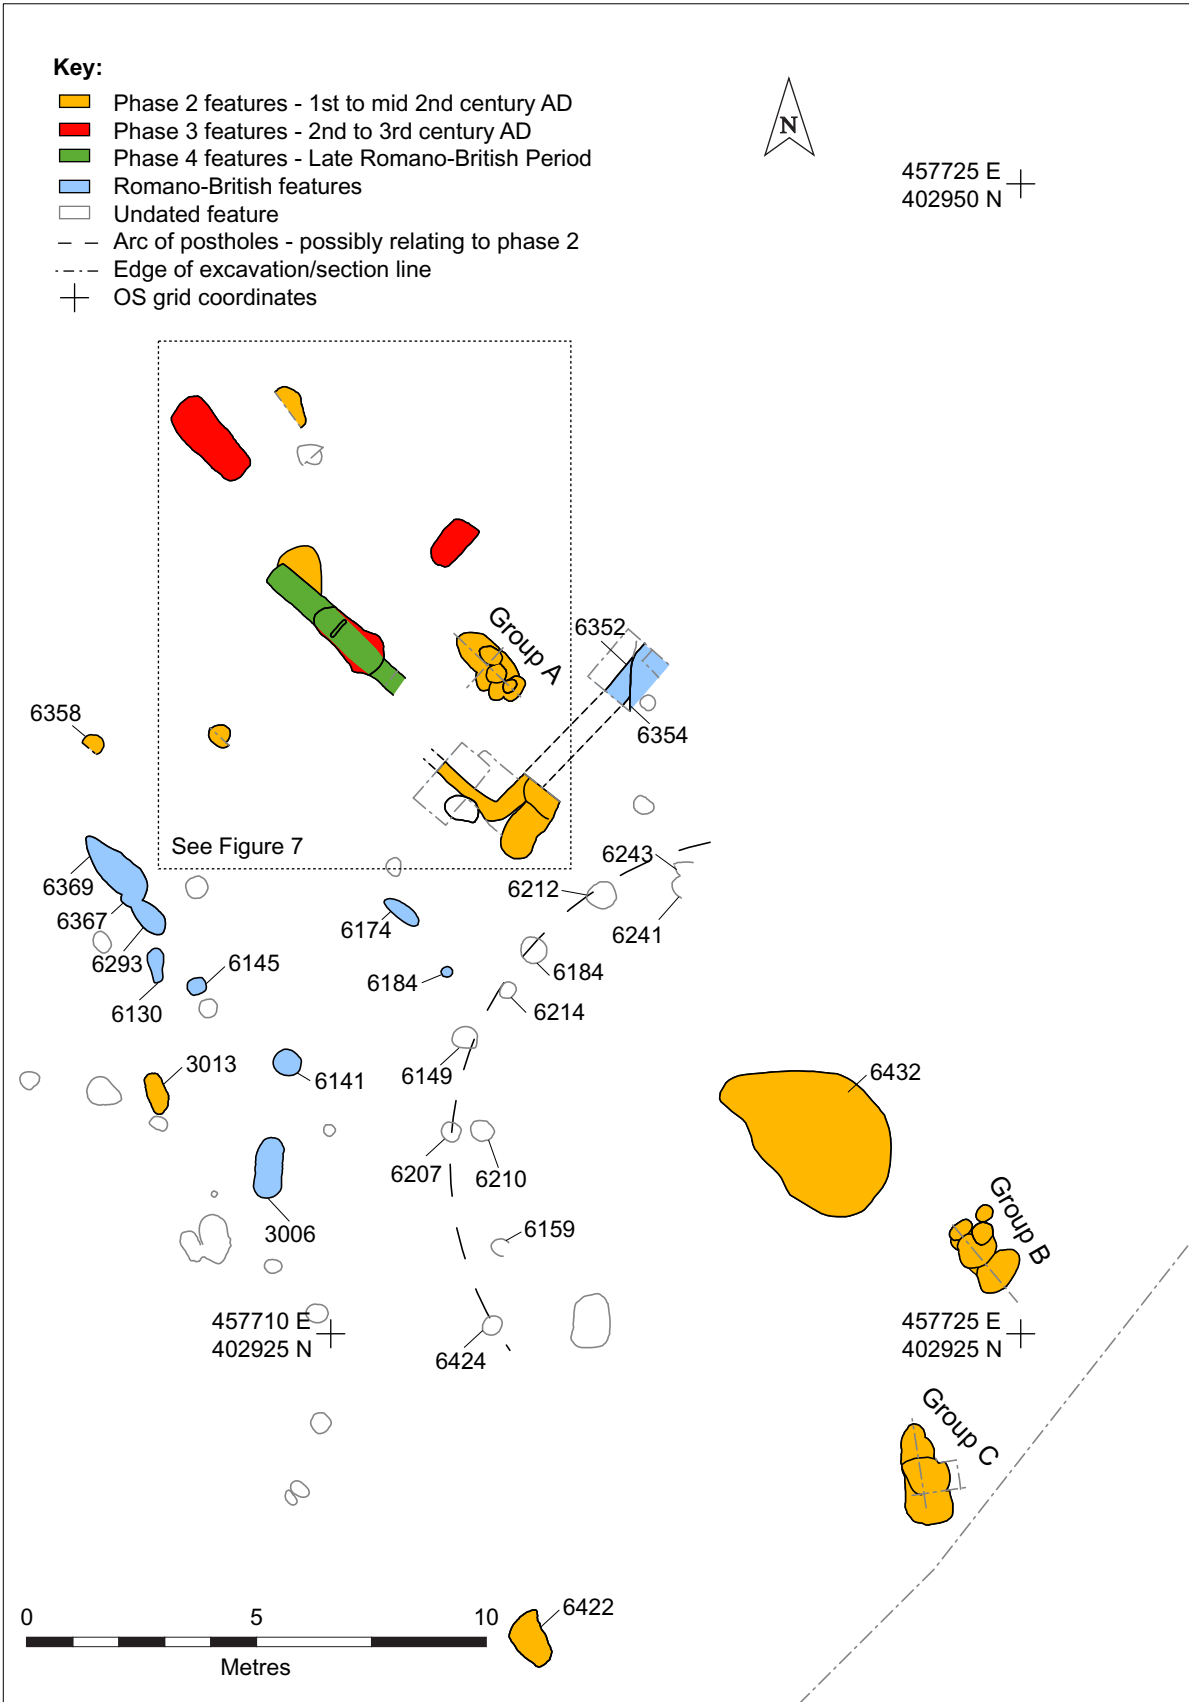 Key:
Phase 2 features - 1st to mid 2nd century AD
Phase 3 features - 2nd to 3rd century AD
Phase 4 features - Late Romano-British Period
Romano-British features
Undated feature
Arc of postholes - possibly relating to phase 2
Edge of excavation/section line
OS grid coordinates
N
457725 E
402950 N
Group A
6352
6354
6358
See Figure 7
6369
6367
6293
6130
6145
6174
6184
6212
6243
6241
6184
6214
6149
3013
6141
6432
6207
6210
3006
6159
Group B
457710 E
402925 N
6424
457725 E
402925 N
Group C
6422
0
5
10
Metres